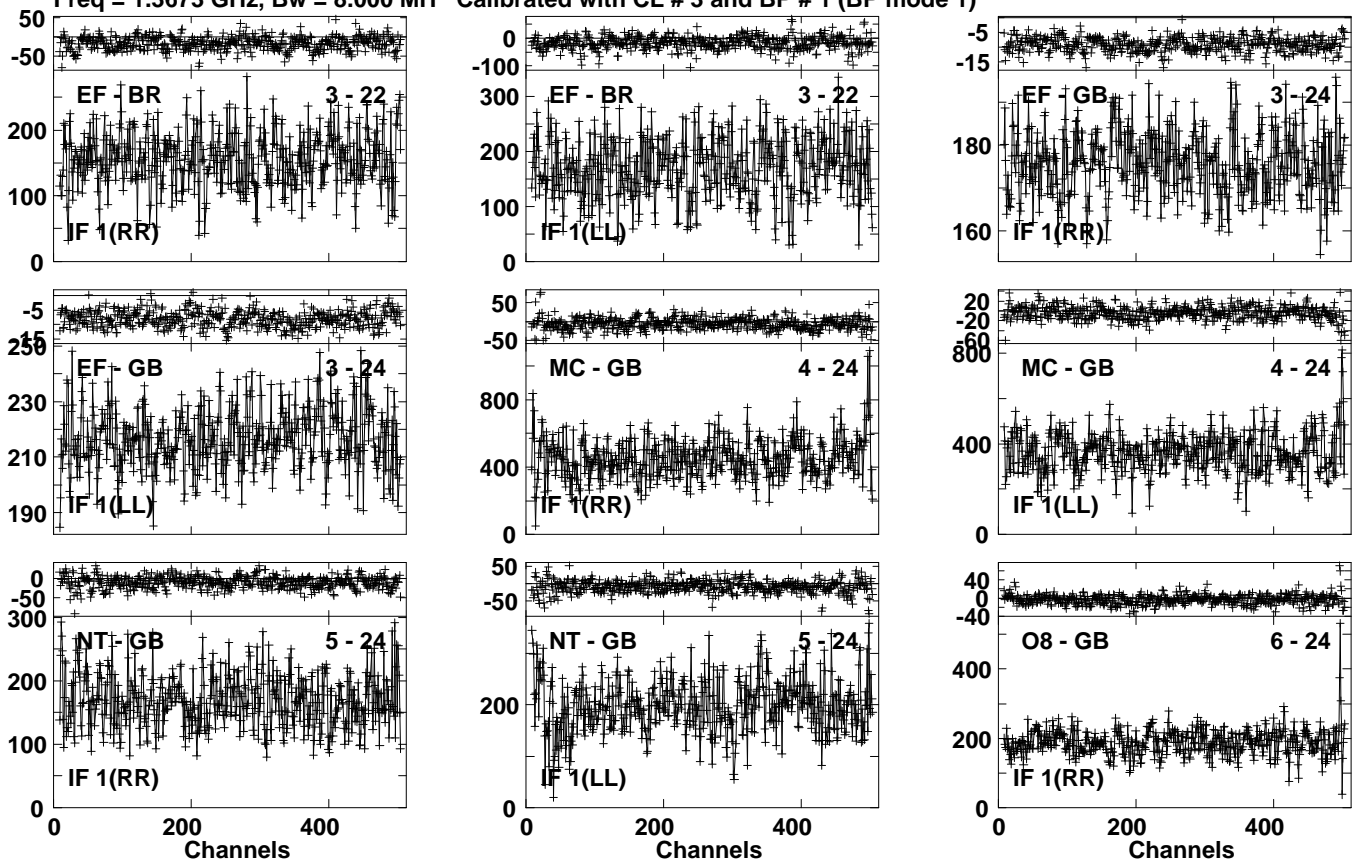 Freq = 1.3673 GHz, Bw = 8.000 MH Calibrated with CL # 3 and BP # 1 (BP mode 1)
50
-50
EF - BR 3 - 22
200
100
0
IF 1(RR)
0
-100
EF - BR 3 - 22
300
200
100
0
IF 1(LL)
-5
-15
EF - GB 3 - 24
180
160
IF 1(RR)
-5
-15
250
EF - GB 3 - 24
230
210
190
IF 1(LL)
50
-50
MC - GB 4 - 24
800
400
0
IF 1(RR)
20
-20
-60
800
MC - GB 4 - 24
400
0
IF 1(LL)
0
-50
300
NT - GB 5 - 24
200
100
0
IF 1(RR)
0 200 400
Channels
50
-50
NT - GB 5 - 24
200
0
IF 1(LL)
0 200 400
Channels
40
0
-40
O8 - GB 6 - 24
400
200
0
IF 1(RR)
0 200 400
Channels